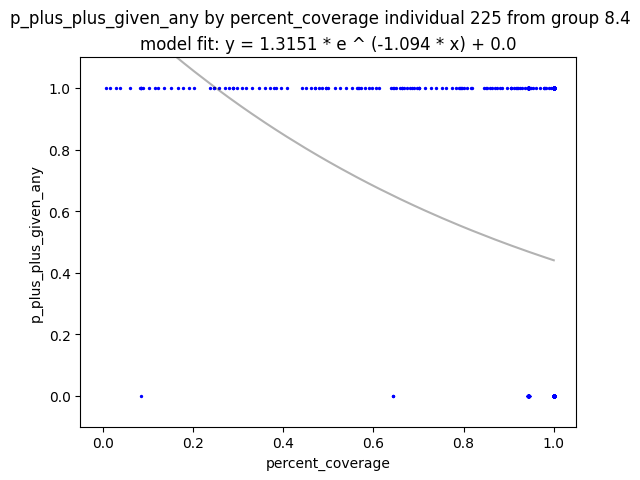 p_plus_plus_given_any by percent_coverage individual 225 from group 8.4
model fit: y = 1.3151 * e ^ (-1.094 * x) + 0.0
p_plus_plus_given_any
1.0
0.8
0.6
0.4
0.2
0.0
0.0 0.2 0.4 0.6 0.8 1.0
percent_coverage